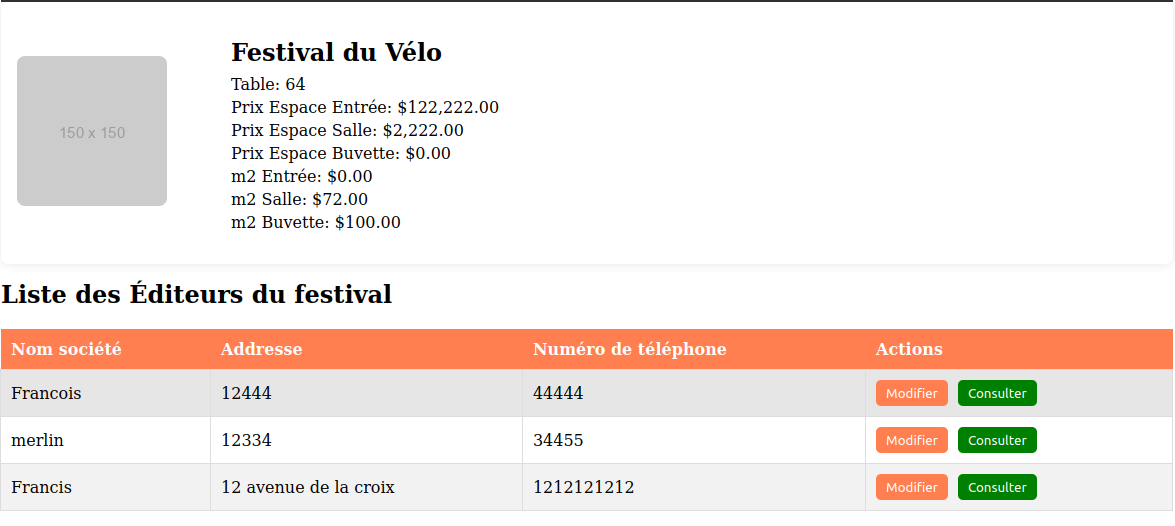 150 x 150
Festival du Vélo
Table: 64
Prix Espace Entrée: $122,222.00
Prix Espace Salle: $2,222.00
Prix Espace Buvette: $0.00
m2 Entrée: $0.00
m2 Salle: $72.00
m2 Buvette: $100.00
Liste des Éditeurs du festival
Nom société Addresse Numéro de téléphone Actions
Francois 12444 44444 Modifier Consulter
merlin 12334 34455 Modifier Consulter
Francis 12 avenue de la croix 1212121212 Modifier Consulter